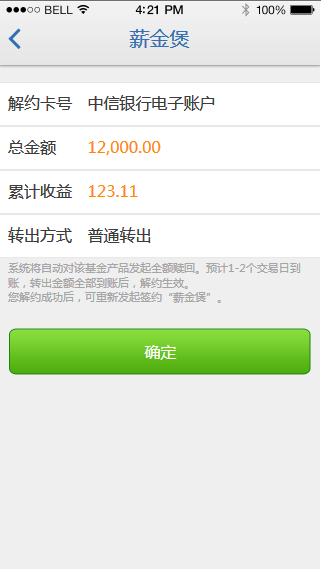 BELL 4:21 PM 100%
薪金煲
解约卡号 中信银行电子账户
总金额 12,000.00
累计收益 123.11
转出方式 普通转出
系统将自动对该基金产品发起全额赎回。预计1-2个交易日到
账，转出金额全部到账后，解约生效。
您解约成功后，可重新发起签约“薪金煲”。
确定